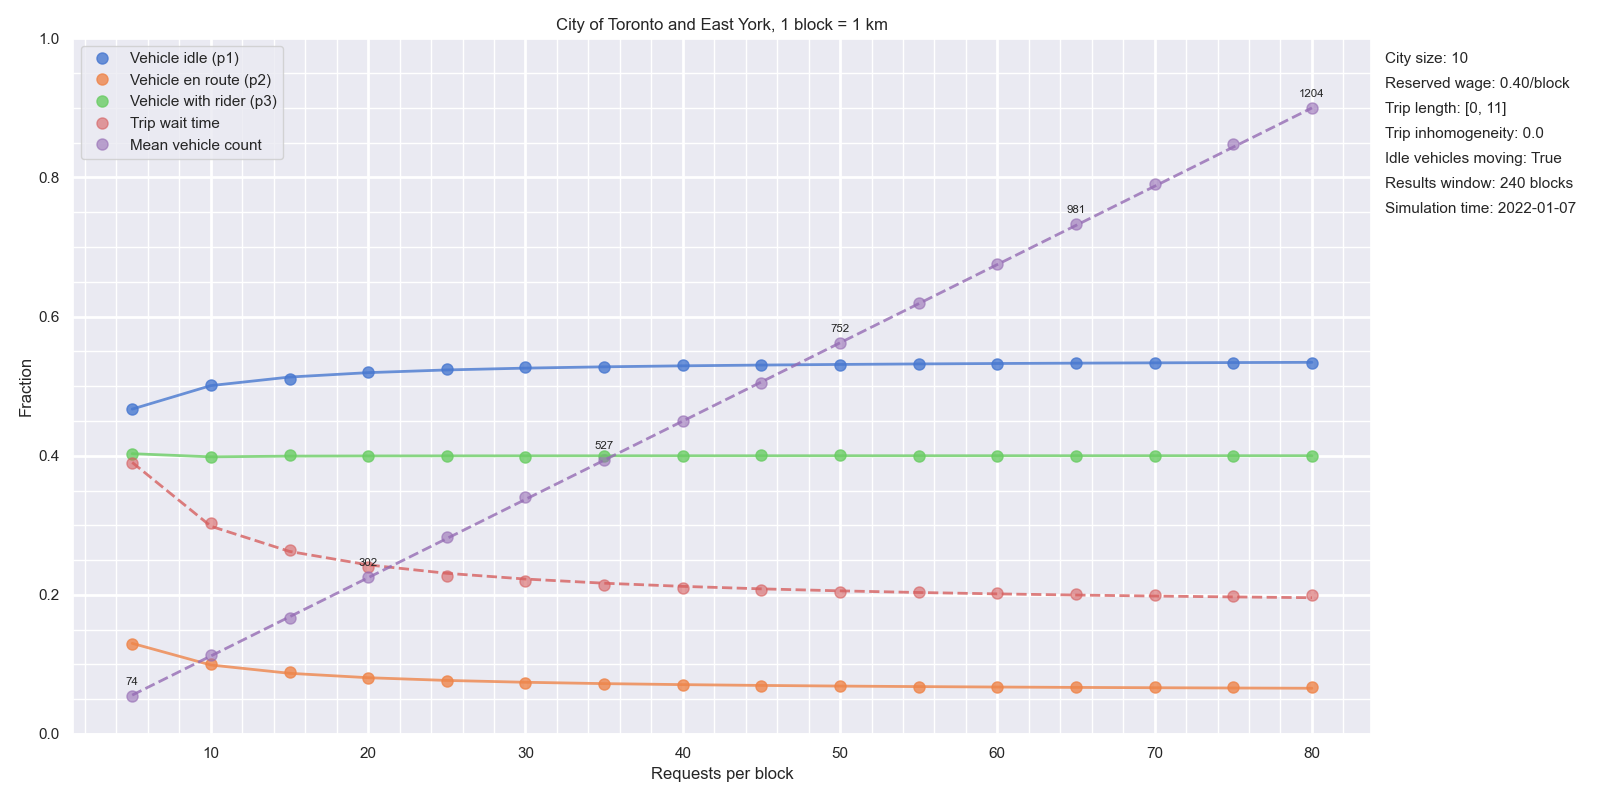 City of Toronto and East York, 1 block = 1 km
Vehicle idle (p1)
Vehicle en route (p2)
Vehicle with rider (p3)
Trip wait time
Mean vehicle count
City size: 10
Reserved wage: 0.40/block
Trip length: [0, 11]
Trip inhomogeneity: 0.0
Idle vehicles moving: True
Results window: 240 blocks
Simulation time: 2022-01-07
1204
981
752
527
302
74
Fraction
1.0
0.8
0.6
0.4
0.2
0.0
10 20 30 40 50 60 70 80
Requests per block